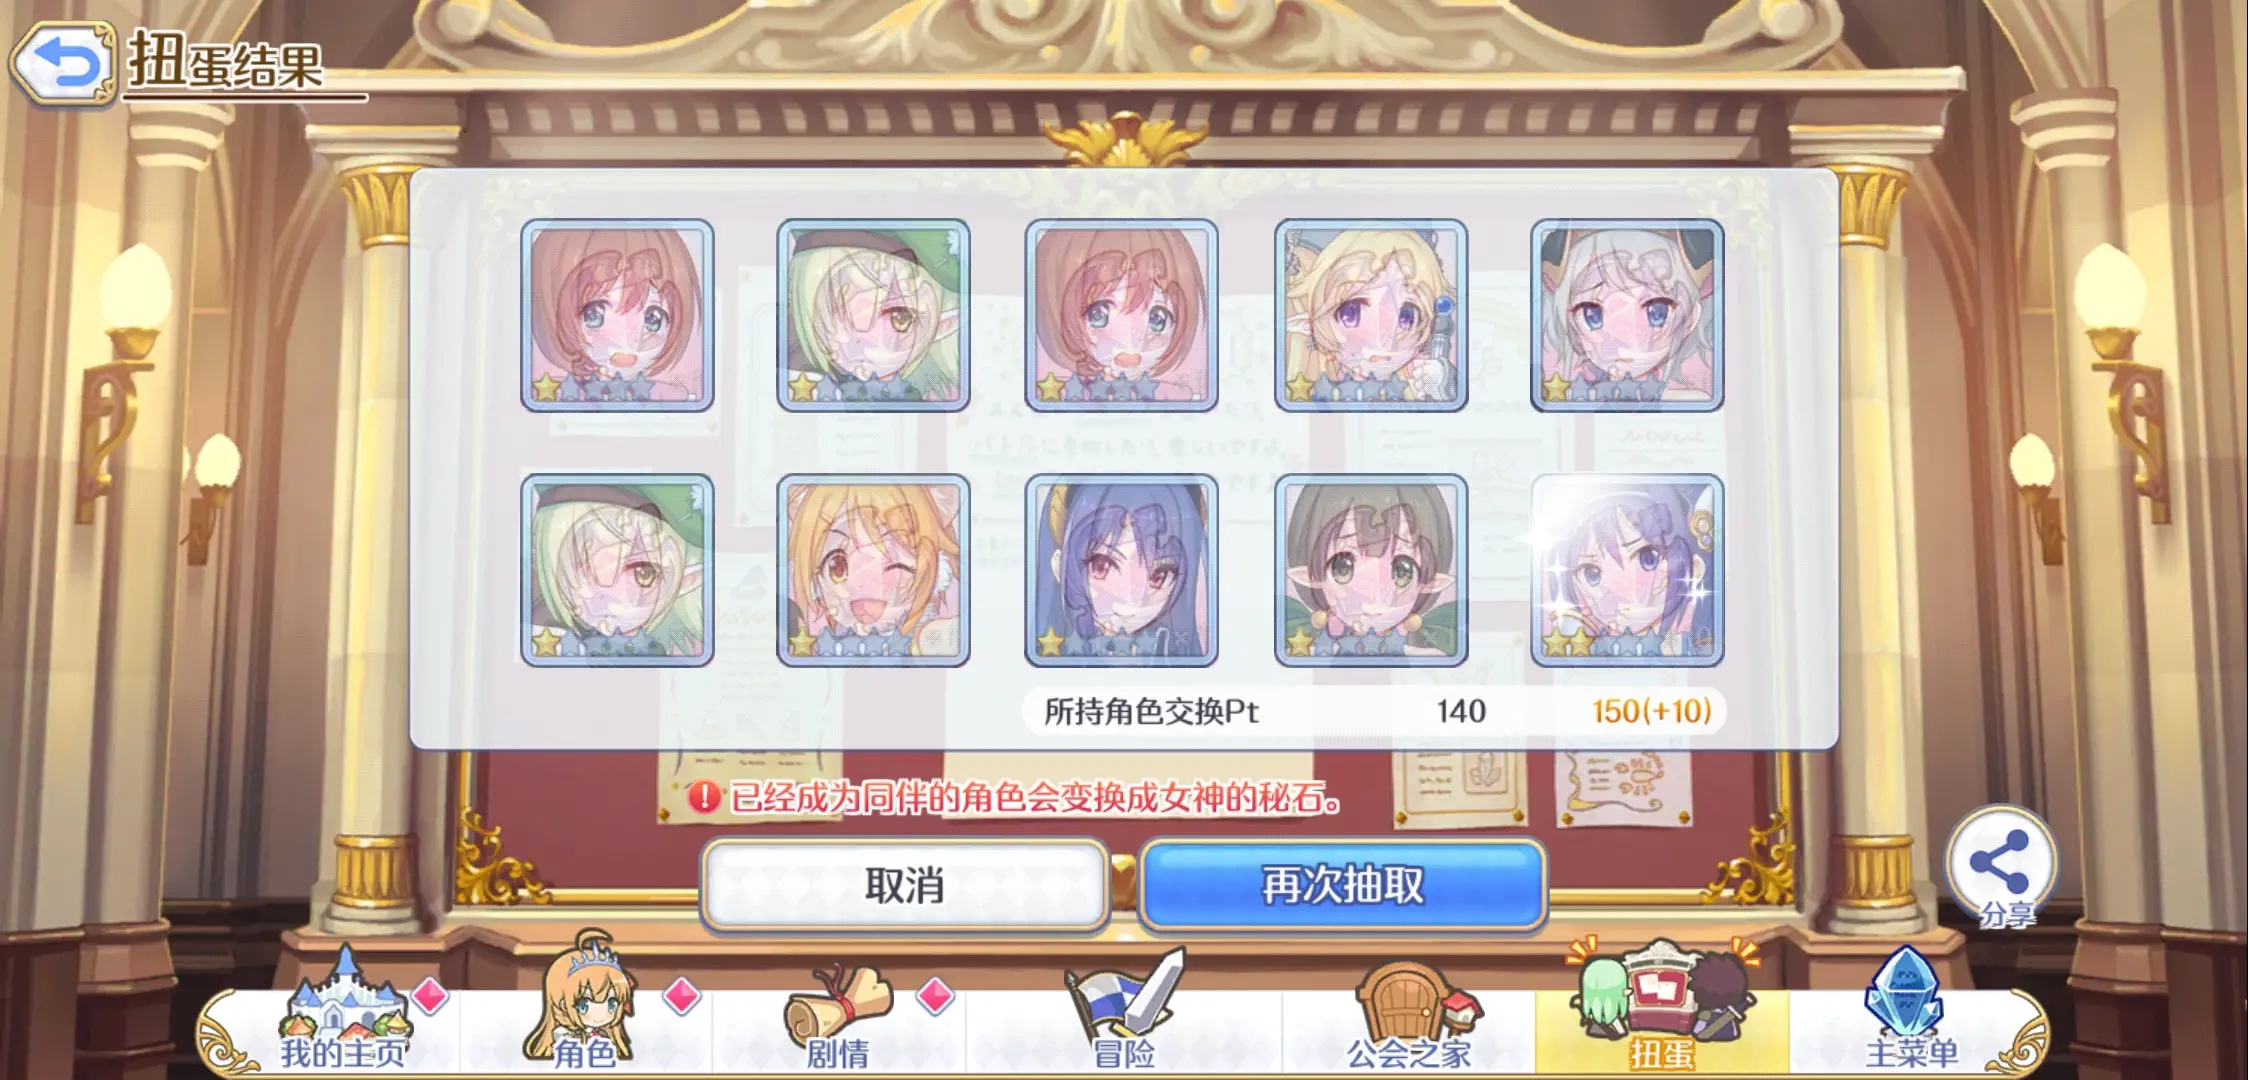 扭蛋结果
所持角色交换Pt 140 150(+10)
已经成为同伴的角色会变换成女神的秘石。
取消 再次抽取
分享
我的主页 角色 剧情 冒险 公会之家 扭蛋 主菜单